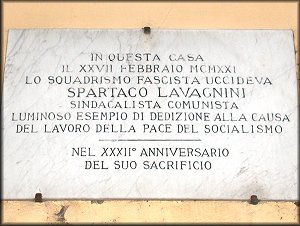 IN QUESTA CASA
IL XXVII FEBBRAIO MCMXXI
LO SQUADRISMO FASCISTA UCCIDEVA
SPARTACO LAVAGNINI
SINDACALISTA COMUNISTA
LUMINOSO ESEMPIO DI DEDIZIONE ALLA CAUSA
DEL LAVORO DELLA PACE DEL SOCIALISMO
NEL XXXII° ANNIVERSARIO
DEL SUO SACRIFICIO